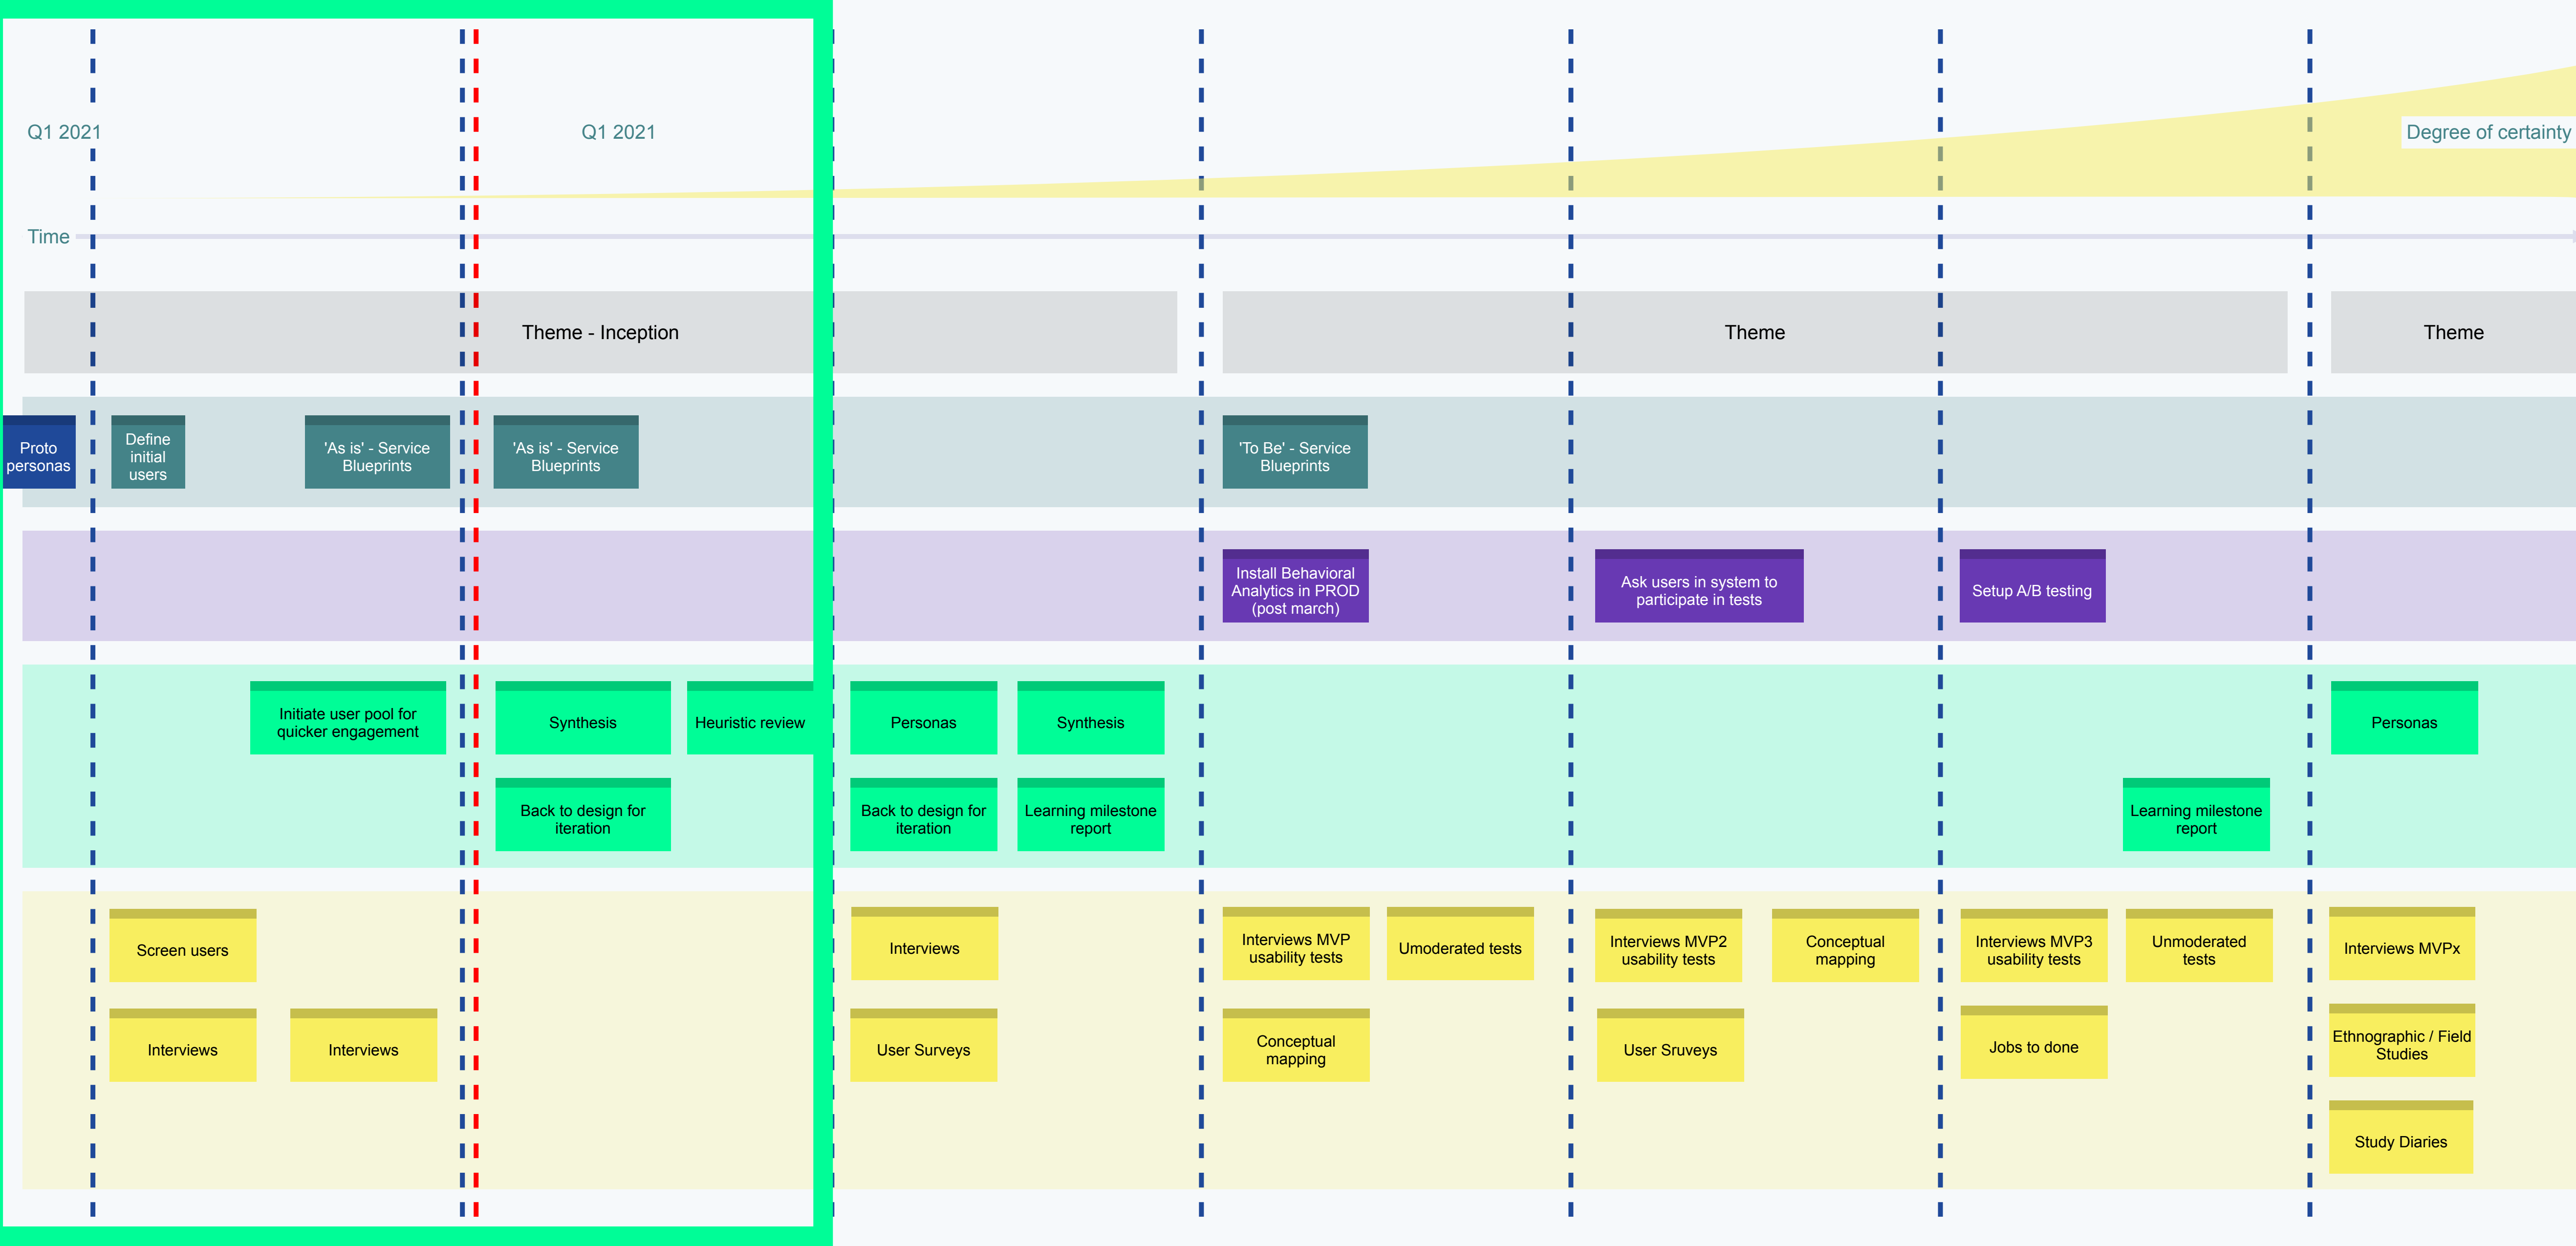 Q1 2021
Q1 2021
Degree of certainty
Time
Theme - Inception
Theme
Theme
Proto
personas
Define
initial
users
'As is' - Service
Blueprints
'As is' - Service
Blueprints
'To Be' - Service
Blueprints
Install Behavioral
Analytics in PROD
(post march)
Ask users in system to
participate in tests
Setup A/B testing
Initiate user pool for
quicker engagement
Synthesis
Heuristic review
Personas
Synthesis
Personas
Back to design for
iteration
Back to design for
iteration
Learning milestone
report
Learning milestone
report
Screen users
Interviews
Interviews MVP
usability tests
Umoderated tests
Interviews MVP2
usability tests
Conceptual
mapping
Interviews MVP3
usability tests
Unmoderated
tests
Interviews MVPx
Interviews
Interviews
User Surveys
Conceptual
mapping
User Sruveys
Jobs to done
Ethnographic / Field
Studies
Study Diaries